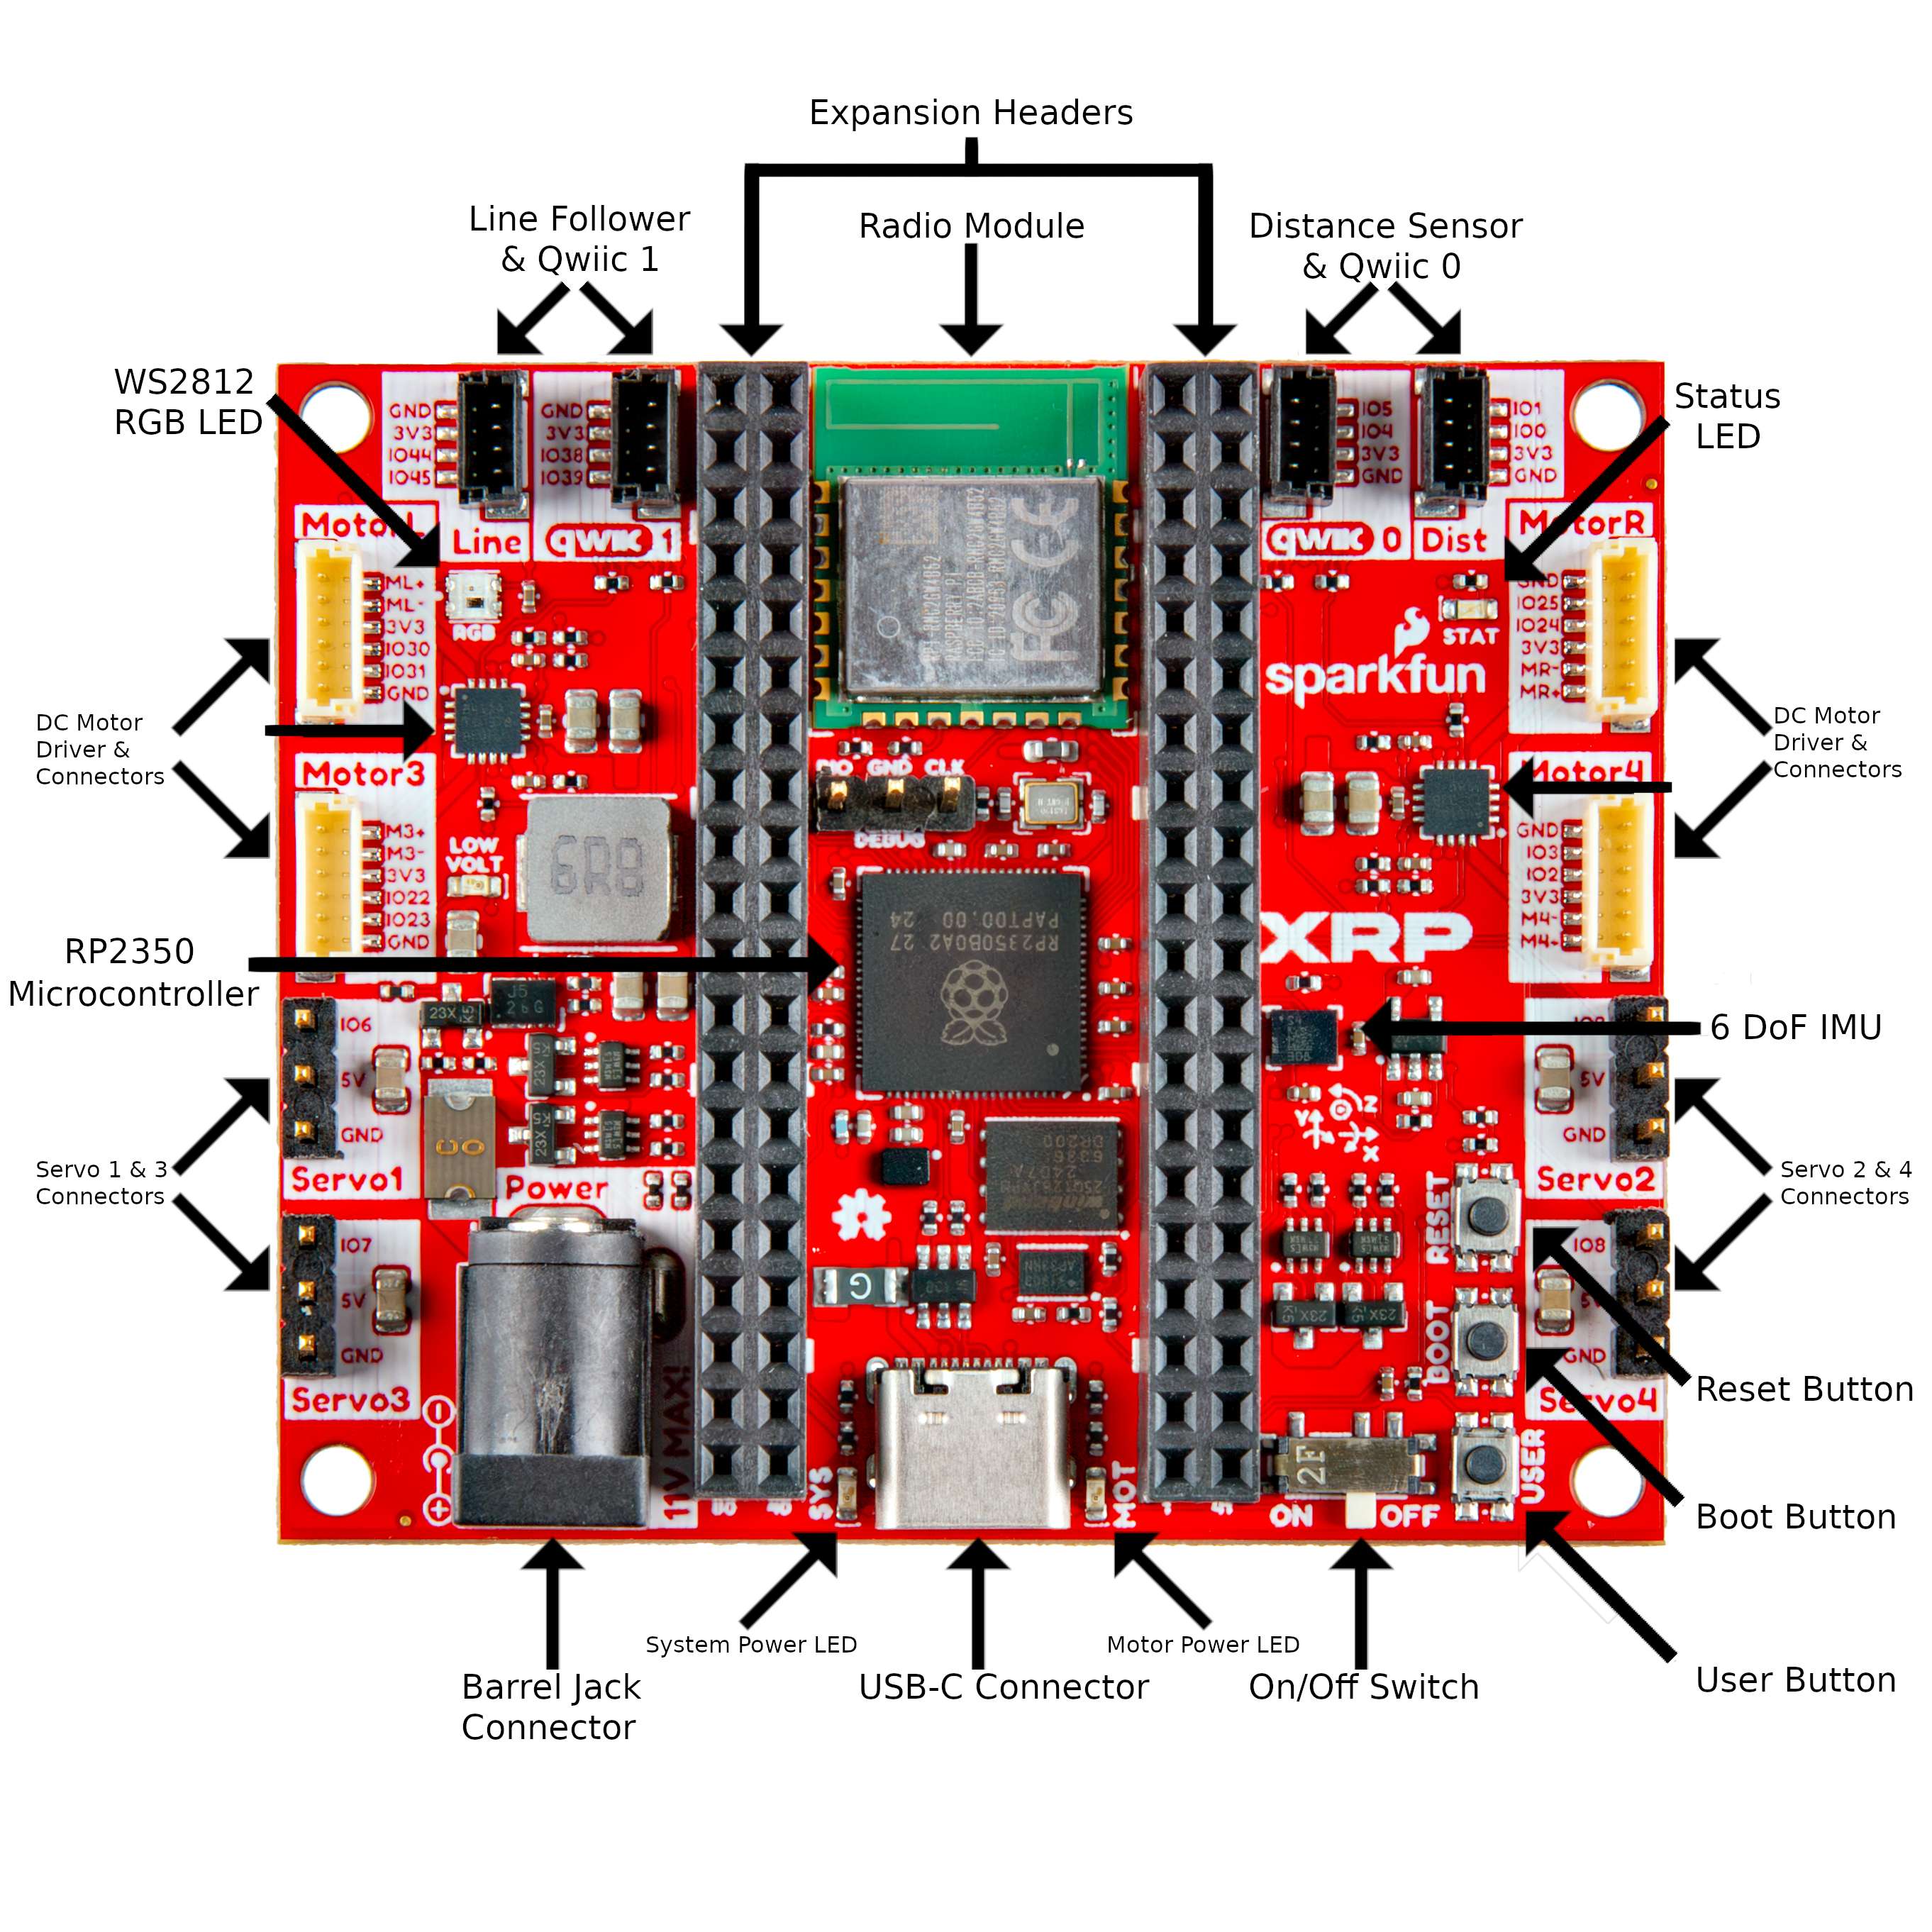 Expansion Headers
Line Follower
& Qwiic 1
Radio Module
Distance Sensor
& Qwiic 0
WS2812
RGB LED
Status
LED
GND
3V3
IO44
IO45
GND
3V3
IO38
IO39
IO5
IO4
3V3
GND
IO1
IO0
3V3
GND
Line
qwiic 1
qwiic 0
Dist
MotorL
MotorR
ML+
ML-
3V3
IO30
IO31
GND
RGB
FC CE
GND
IO25
IO24
3V3
MR-
MR+
STAT
sparkfun
DC Motor
Driver &
Connectors
DC Motor
Driver &
Connectors
Motor3
Motor4
GND CLK
DEBUG
M3+
M3-
3V3
IO22
IO23
GND
LOW
VOLT
6R8
GND
IO3
IO2
3V3
M4-
M4+
RP2350B0A2 27
PAPT00.00 24
XRP
RP2350
Microcontroller
6 DoF IMU
IO6
5V
GND
Servo1
5V
GND
Servo2
Z
Y
X
Servo 1 & 3
Connectors
Servo 2 & 4
Connectors
Power
IO7
5V
GND
Servo3
11V MAX!
RESET
BOOT
USER
IO8
GND
Servo4
G
Reset Button
Boot Button
User Button
SYS
MOT
ON
OFF
System Power LED
Motor Power LED
Barrel Jack
Connector
USB-C Connector
On/Off Switch